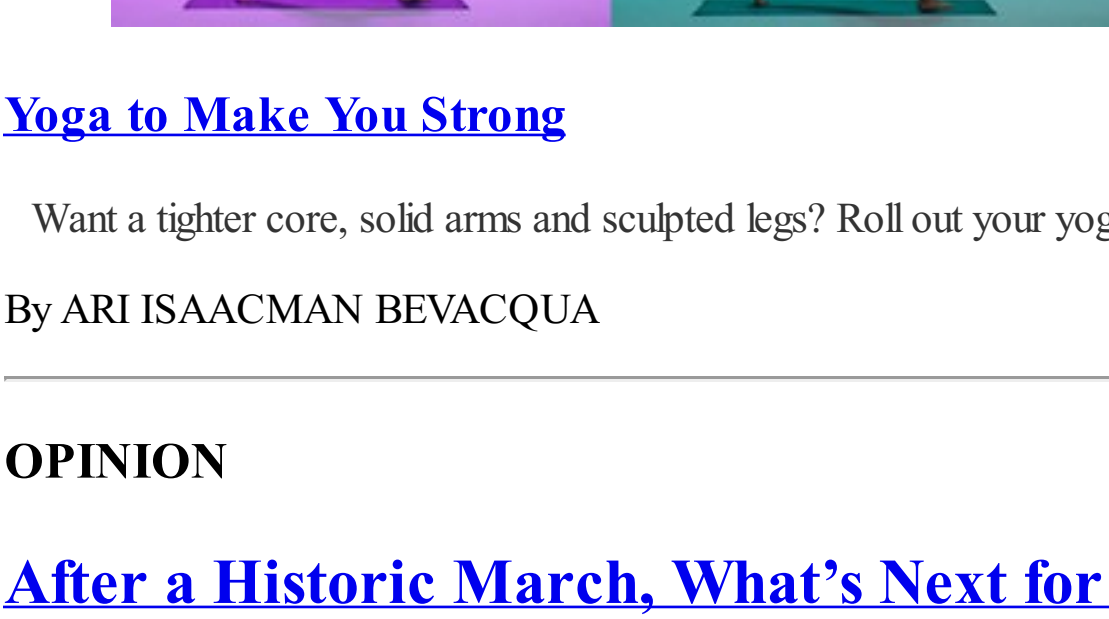 Yoga to Make You Strong
Want a tighter core, solid arms and sculpted legs? Roll out your yog
By ARI ISAACMAN BEVACQUA
OPINION
After a Historic March, What’s Next for